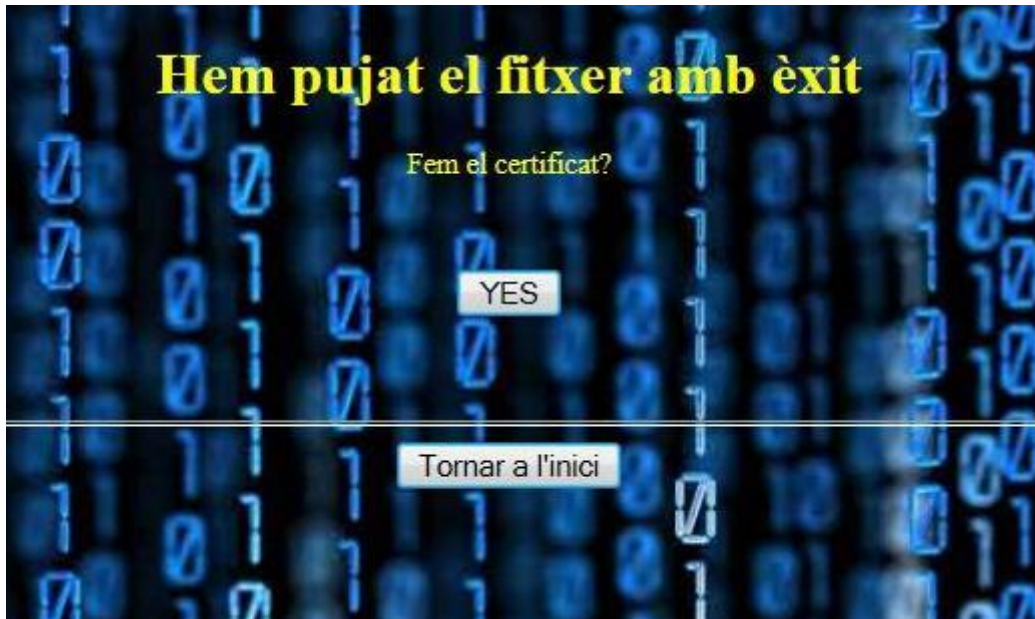 Hem pujat el fitxer amb èxit
Fem el certificat?
YES
Tornar a l'inici